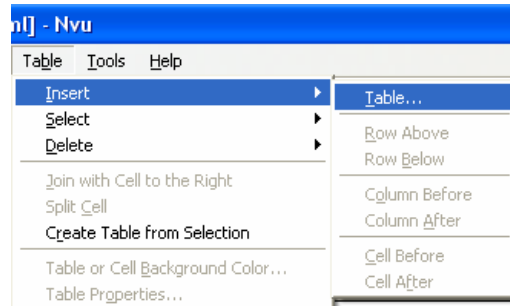 ml] - Nvu
Table Tools Help
Insert
Select
Delete
Join with Cell to the Right
Split Cell
Create Table from Selection
Table or Cell Background Color...
Table Properties...
Table...
Row Above
Row Below
Column Before
Column After
Cell Before
Cell After